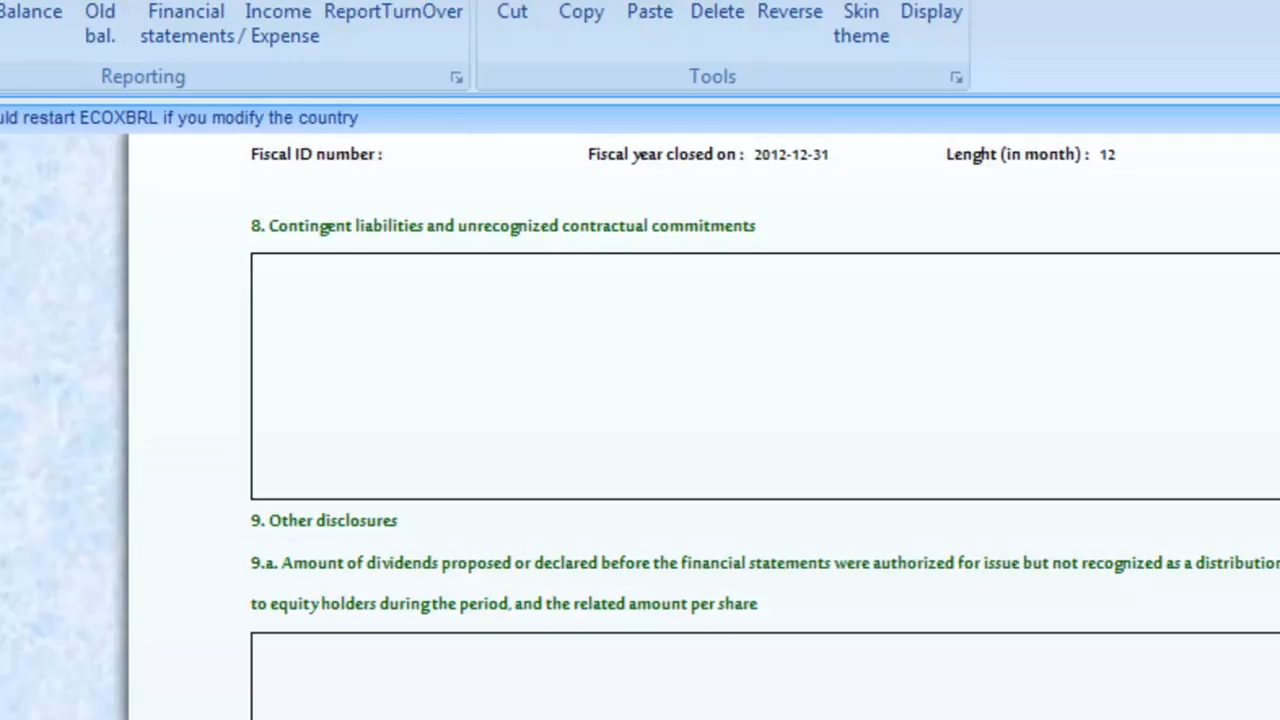 Balance Old Financial Income ReportTurnOver Cut Copy Paste Delete Reverse Skin Display
bal. statements / Expense theme
Reporting Tools
restart ECOXBRL if you modify the country
Fiscal ID number : Fiscal year closed on : 2012-12-31 Lenght (in month) : 12
8. Contingent liabilities and unrecognized contractual commitments
9. Other disclosures
9.a. Amount of dividends proposed or declared before the financial statements were authorized for issue but not recognized as a distribution
to equity holders during the period, and the related amount per share